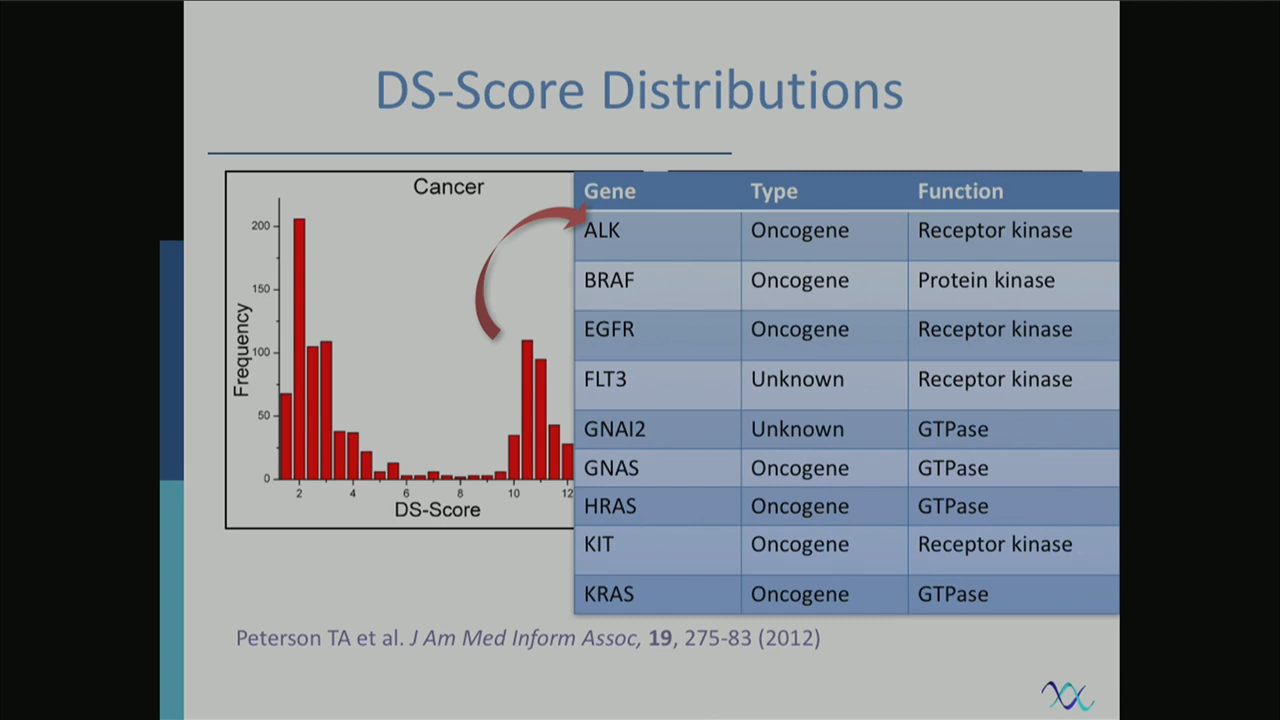 DS-Score Distributions
Cancer
Frequency
200
150
100
50
0
2 4 6 8 10 12
DS-Score
Gene Type Function
ALK Oncogene Receptor kinase
BRAF Oncogene Protein kinase
EGFR Oncogene Receptor kinase
FLT3 Unknown Receptor kinase
GNAI2 Unknown GTPase
GNAS Oncogene GTPase
HRAS Oncogene GTPase
KIT Oncogene Receptor kinase
KRAS Oncogene GTPase
Peterson TA et al. J Am Med Inform Assoc, 19, 275-83 (2012)